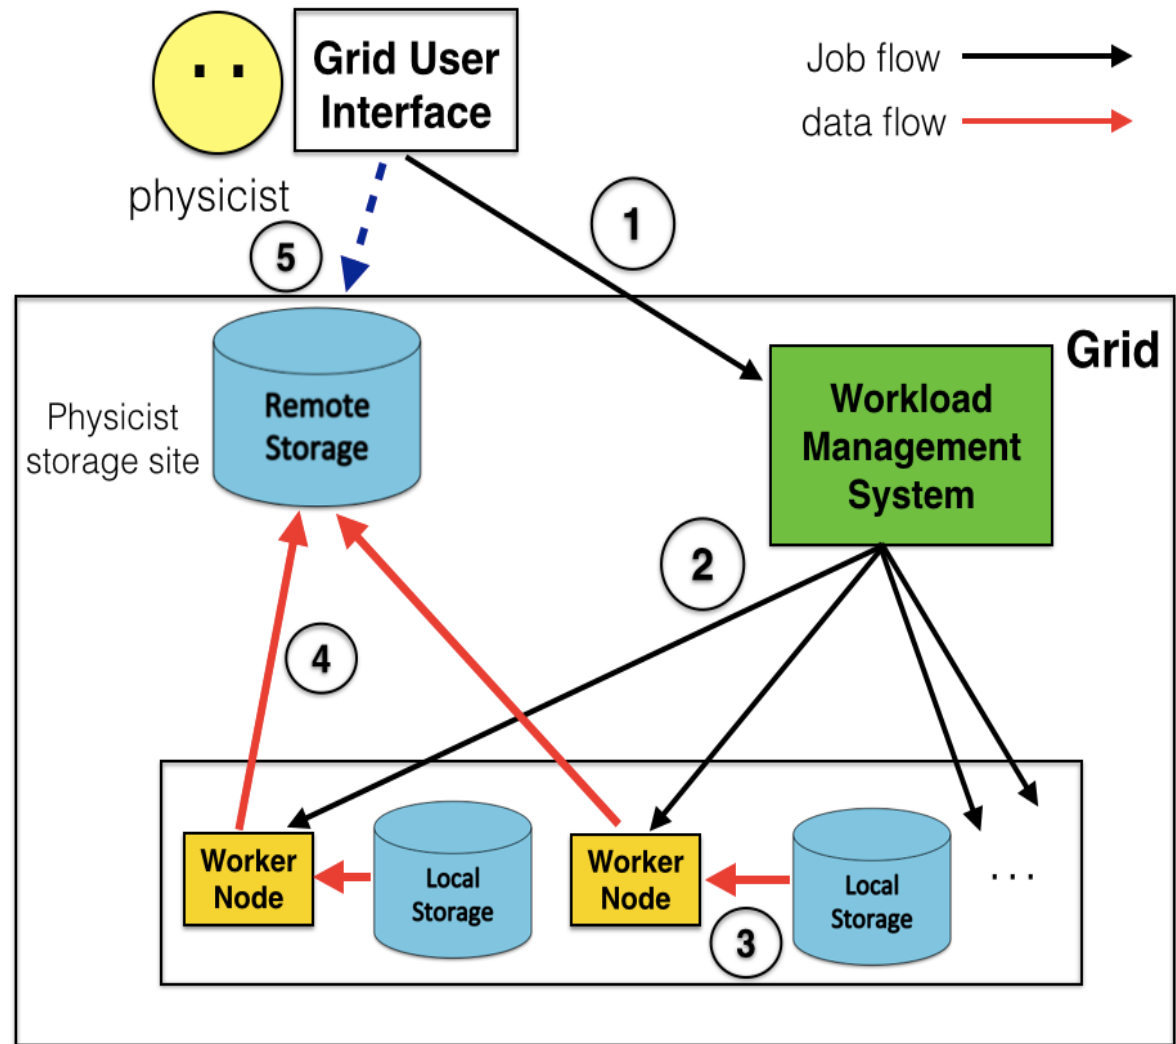 Grid User
Interface
Job flow
data flow
physicist
1
5
Grid
Physicist
storage site
Remote
Storage
Workload
Management
System
2
4
Worker
Node
Local
Storage
Worker
Node
3
Local
Storage
...